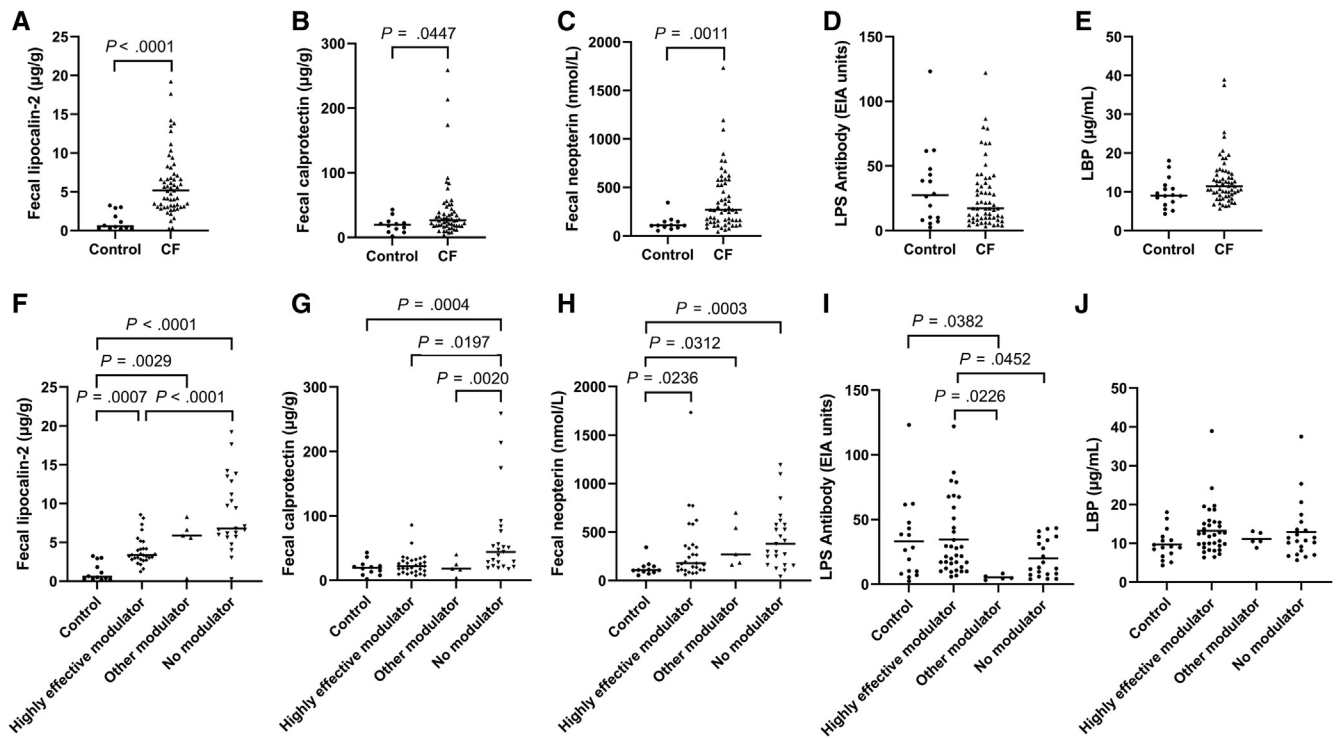 A
Fecal lipocalin-2 (µg/g)
25
20
15
10
5
0
P < .0001
Control
CF
B
Fecal calprotectin (µg/g)
300
200
100
0
P = .0447
Control
CF
C
Fecal neopterin (nmol/L)
2000
1500
1000
500
0
P = .0011
Control
CF
D
LPS Antibody (EIA units)
150
100
50
0
Control
CF
E
LBP (µg/mL)
50
40
30
20
10
0
Control
CF
F
Fecal lipocalin-2 (µg/g)
25
20
15
10
5
0
P < .0001
P = .0029
P = .0007
P < .0001
Control
Highly effective modulator
Other modulator
No modulator
G
Fecal calprotectin (µg/g)
300
200
100
0
P = .0004
P = .0197
P = .0020
Control
Highly effective modulator
Other modulator
No modulator
H
Fecal neopterin (nmol/L)
2000
1500
1000
500
0
P = .0003
P = .0312
P = .0236
Control
Highly effective modulator
Other modulator
No modulator
I
LPS Antibody (EIA units)
150
100
50
0
P = .0382
P = .0452
P = .0226
Control
Highly effective modulator
Other modulator
No modulator
J
LBP (µg/mL)
50
40
30
20
10
0
Control
Highly effective modulator
Other modulator
No modulator